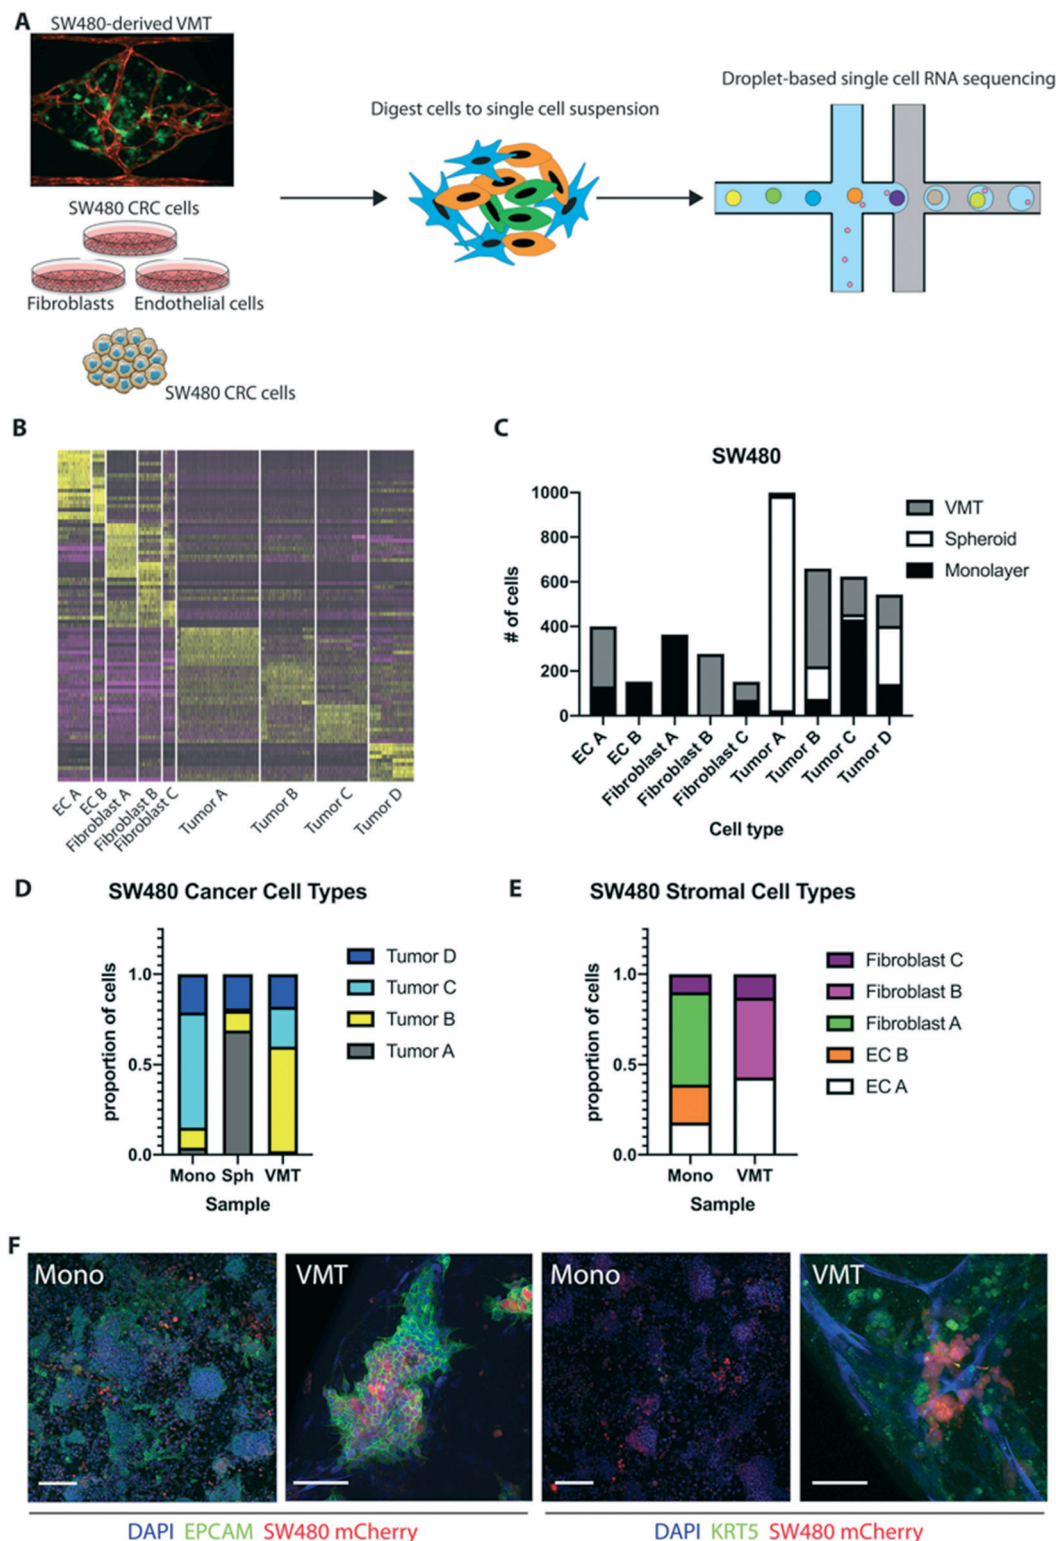 A
SW480-derived VMT
Digest cells to single cell suspension
Droplet-based single cell RNA sequencing
SW480 CRC cells
Fibroblasts
Endothelial cells
SW480 CRC cells
B
EC A
EC B
Fibroblast A
Fibroblast B
Fibroblast C
Tumor A
Tumor B
Tumor C
Tumor D
C
SW480
# of cells
1000
800
600
400
200
0
EC A
EC B
Fibroblast A
Fibroblast B
Fibroblast C
Tumor A
Tumor B
Tumor C
Tumor D
Cell type
VMT
Spheroid
Monolayer
D
SW480 Cancer Cell Types
proportion of cells
1.0
0.5
0.0
Mono Sph VMT
Sample
Tumor D
Tumor C
Tumor B
Tumor A
E
SW480 Stromal Cell Types
proportion of cells
1.0
0.5
0.0
Mono VMT
Sample
Fibroblast C
Fibroblast B
Fibroblast A
EC B
EC A
F
Mono
VMT
Mono
VMT
DAPI EPCAM SW480 mCherry
DAPI KRT5 SW480 mCherry